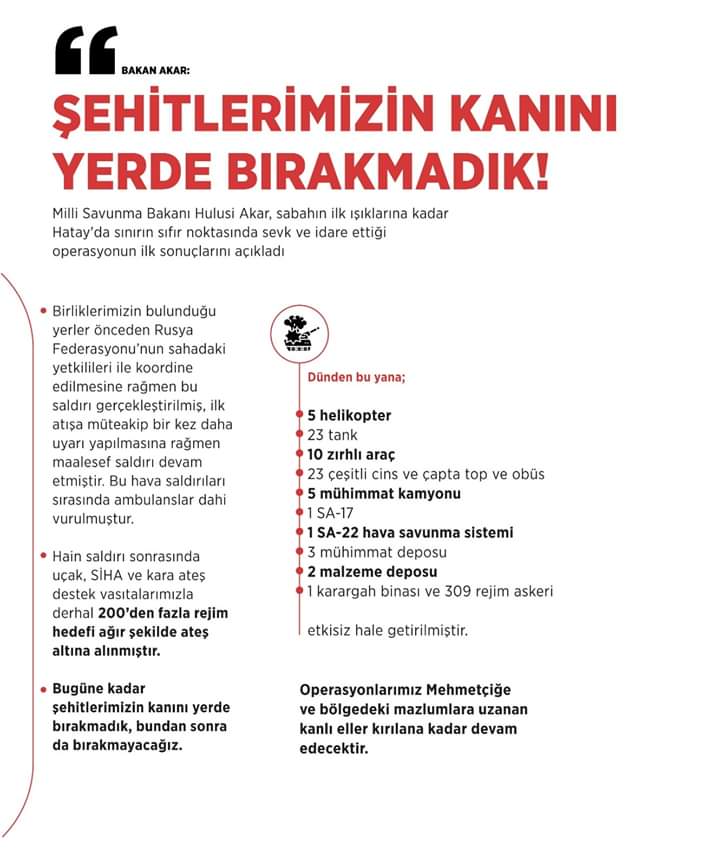 BAKAN AKAR:
ŞEHİTLERİMİZİN KANINI
YERDE BIRAKMADIK!
Milli Savunma Bakanı Hulusi Akar, sabahın ilk ışıklarına kadar
Hatay'da sınırın sıfır noktasında sevk ve idare ettiği
operasyonun ilk sonuçlarını açıkladı
Birliklerimizin bulunduğu
yerler önceden Rusya
Federasyonu'nun sahadaki
yetkilileri ile koordine
edilmesine rağmen bu
saldırı gerçekleştirilmiş, ilk
atışa müteakip bir kez daha
uyarı yapılmasına rağmen
maalesef saldırı devam
etmiştir. Bu hava saldırıları
sırasında ambulanslar dahi
vurulmuştur.
Hain saldırı sonrasında
uçak, SİHA ve kara ateş
destek vasıtalarımızla
derhal 200'den fazla rejim
hedefi ağır şekilde ateş
altına alınmıştır.
Bugüne kadar
şehitlerimizin kanını yerde
bırakmadık, bundan sonra
da bırakmayacağız.
Dünden bu yana;
5 helikopter
23 tank
10 zırhlı araç
23 çeşitli cins ve çapta top ve obüs
5 mühimmat kamyonu
1 SA-17
1 SA-22 hava savunma sistemi
3 mühimmat deposu
2 malzeme deposu
1 karargah binası ve 309 rejim askeri
etkisiz hale getirilmiştir.
Operasyonlarımız Mehmetçiğe
ve bölgedeki mazlumlara uzanan
kanlı eller kırılana kadar devam
edecektir.